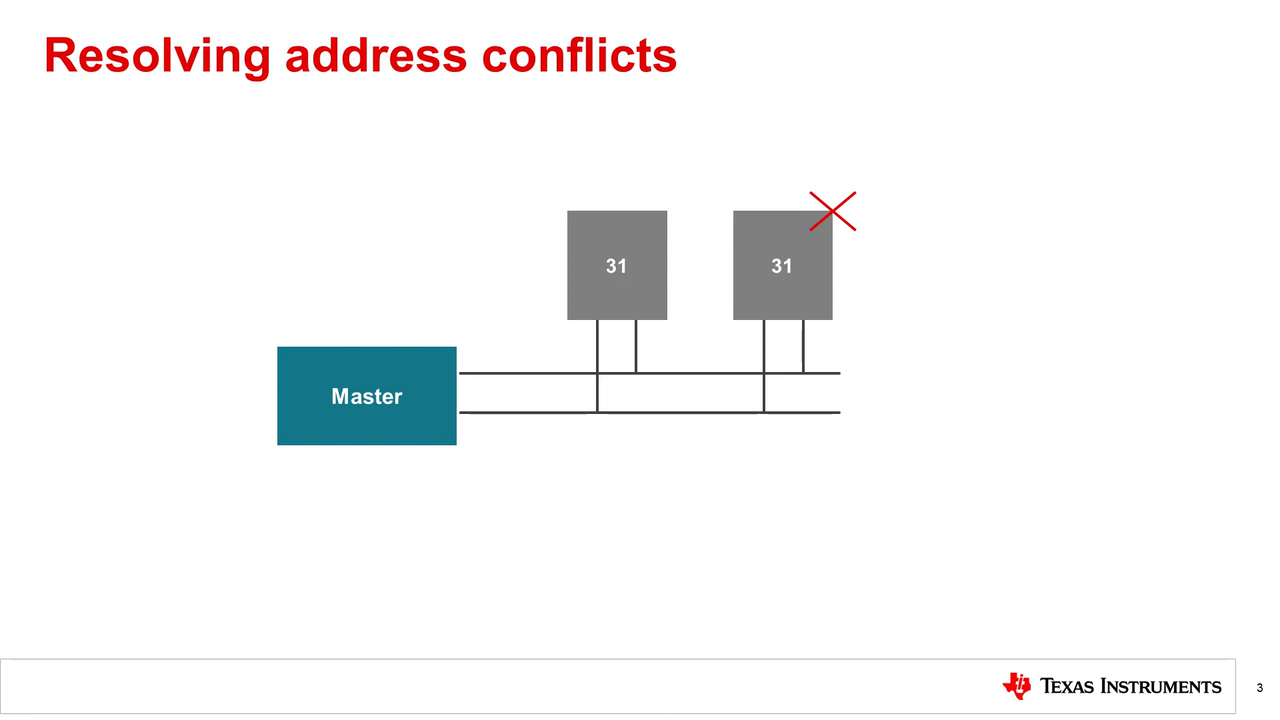 Resolving address conflicts
31
31
Master
TEXAS INSTRUMENTS
3